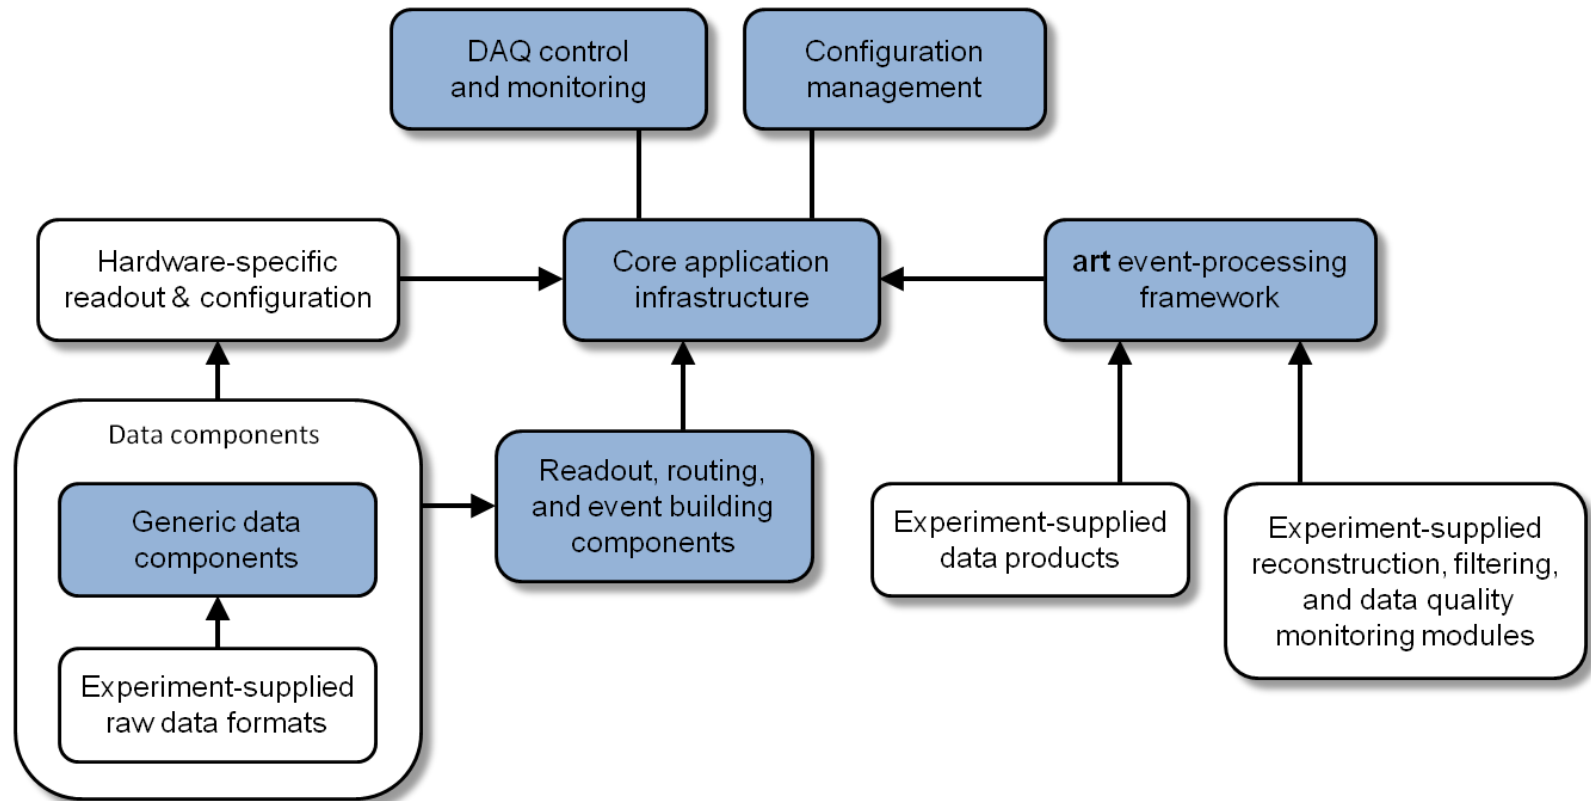 DAQ control
and monitoring
Configuration
management
Hardware-specific
readout & configuration
Core application
infrastructure
art event-processing
framework
Data components
Generic data
components
Experiment-supplied
raw data formats
Readout, routing,
and event building
components
Experiment-supplied
data products
Experiment-supplied
reconstruction, filtering,
and data quality
monitoring modules